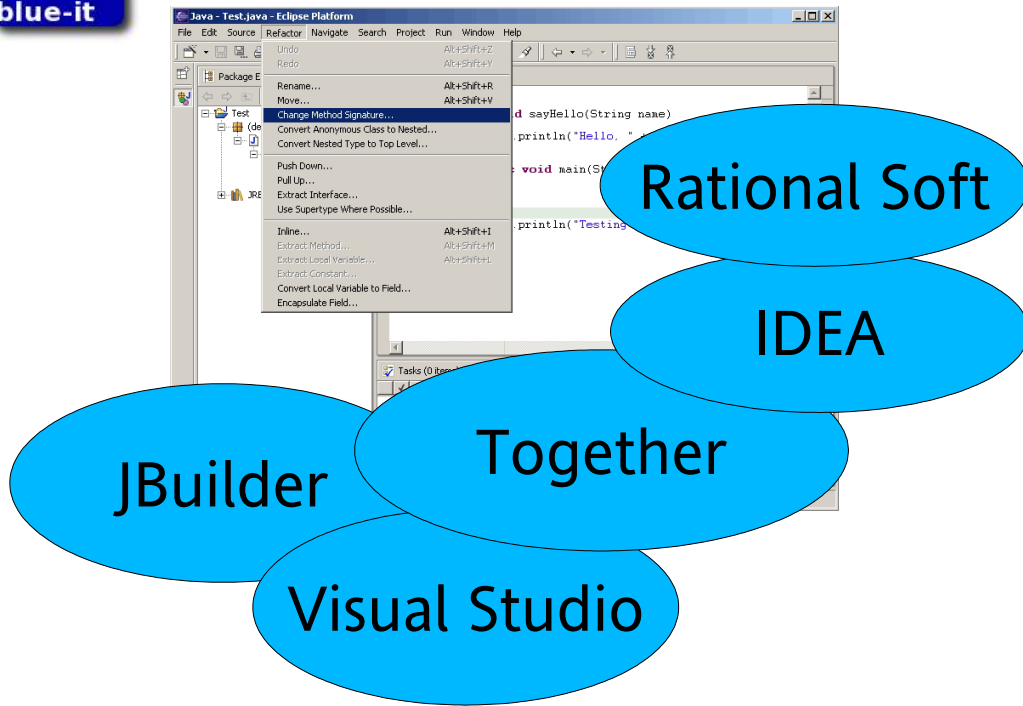 blue-it
Java - Test.java - Eclipse Platform
File Edit Source Refactor Navigate Search Project Run Window Help
Undo Alt+Shift+Z
Redo Alt+Shift+Y
Package E
Rename... Alt+Shift+R
Move... Alt+Shift+V
Test
Change Method Signature...
d sayHello(String name)
(de
Convert Anonymous Class to Nested...
.println("Hello, "
J
Convert Nested Type to Top Level...
Push Down...
void main(St
Pull Up...
JRE
Extract Interface...
Use Supertype Where Possible...
Inline... Alt+Shift+I
.println("Testing
Extract Method... Alt+Shift+M
Extract Local Variable... Alt+Shift+L
Extract Constant...
Convert Local Variable to Field...
Encapsulate Field...
Tasks (0 items)
Rational Soft
IDEA
Together
JBuilder
Visual Studio